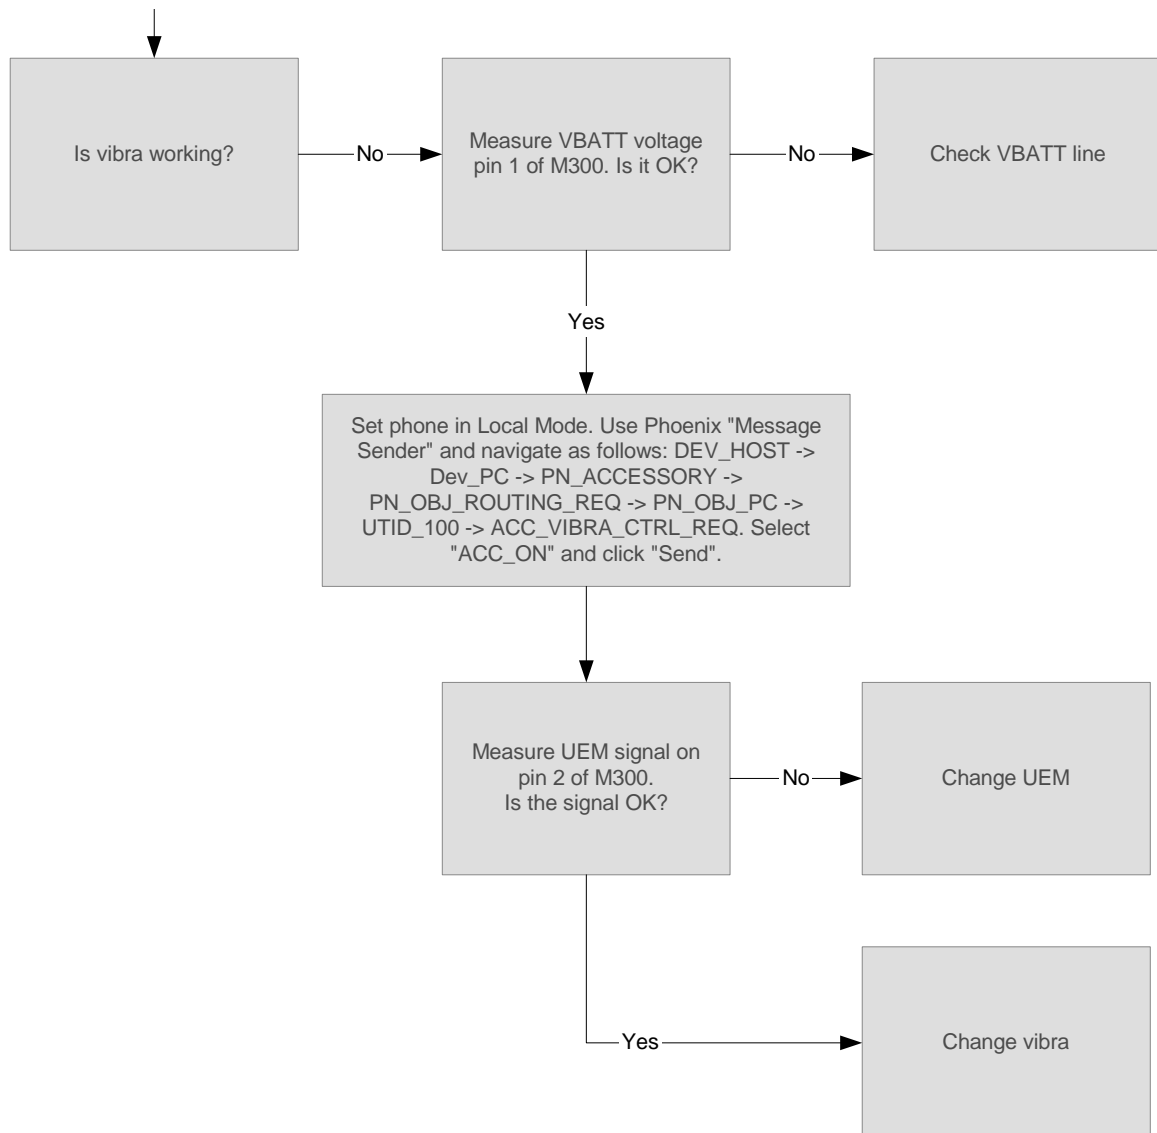 Is vibra working?
No
Measure VBATT voltage
pin 1 of M300. Is it OK?
No
Check VBATT line
Yes
Set phone in Local Mode. Use Phoenix "Message
Sender" and navigate as follows: DEV_HOST ->
Dev_PC -> PN_ACCESSORY ->
PN_OBJ_ROUTING_REQ -> PN_OBJ_PC ->
UTID_100 -> ACC_VIBRA_CTRL_REQ. Select
"ACC_ON" and click "Send".
Measure UEM signal on
pin 2 of M300.
Is the signal OK?
No
Change UEM
Yes
Change vibra